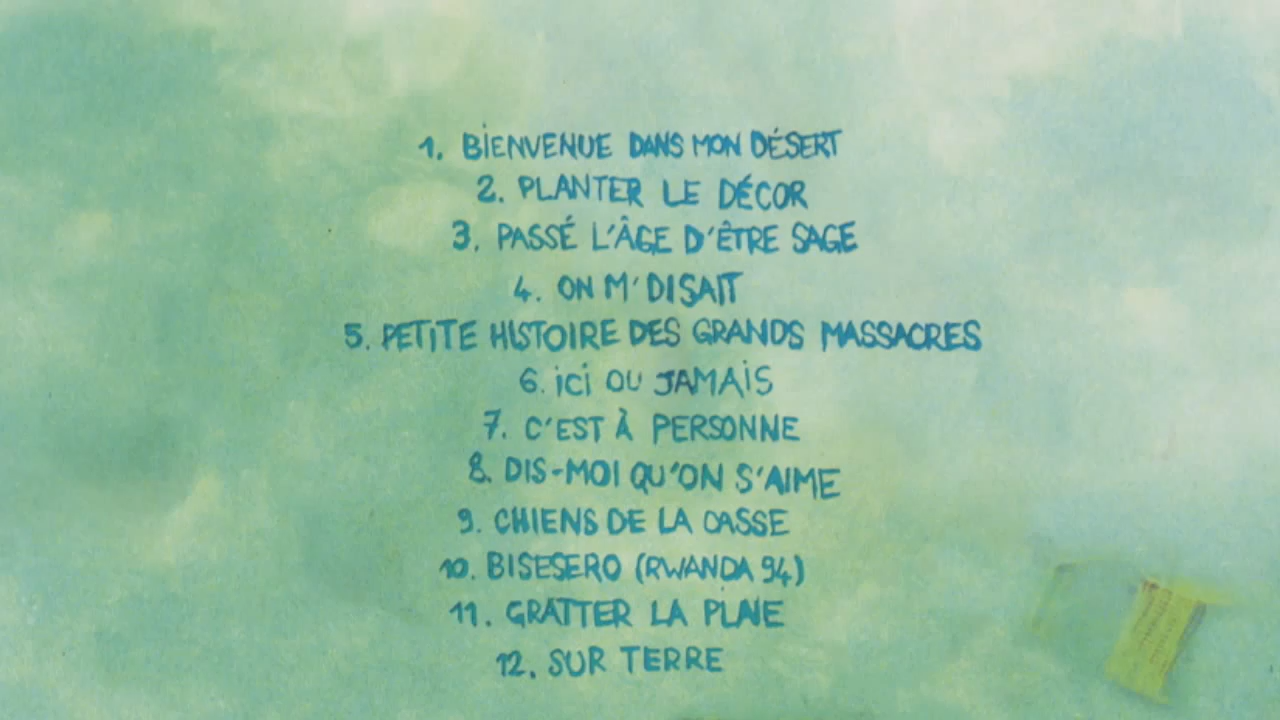 1. BIENVENUE DANS MON DÉSERT
2. PLANTER LE DÉCOR
3. PASSÉ L'ÂGE D'ÊTRE SAGE
4. ON M'DISAIT
5. PETITE HISTOIRE DES GRANDS MASSACRES
6. ICI OU JAMAIS
7. C'EST À PERSONNE
8. DIS-MOI QU'ON S'AIME
9. CHIENS DE LA CASSE
10. BISESERO (RWANDA 94)
11. GRATTER LA PLAIE
12. SUR TERRE